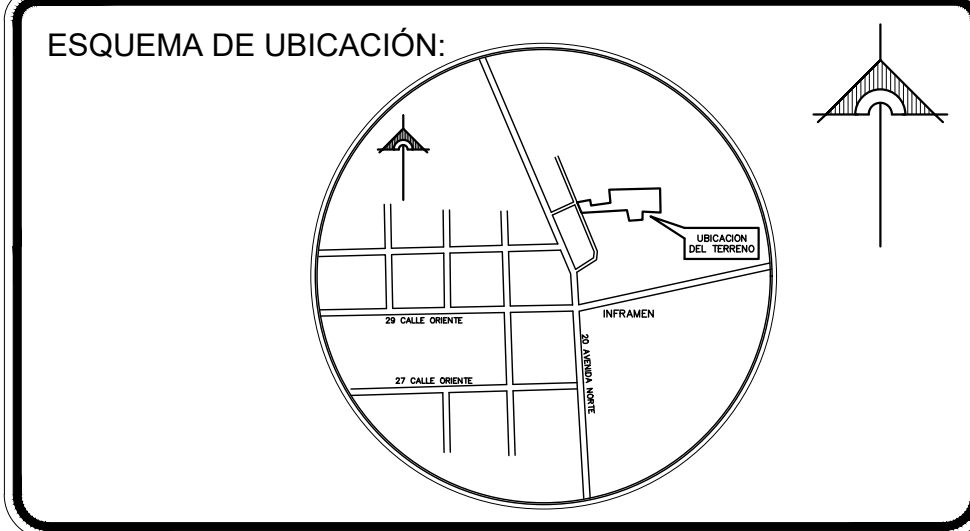 ESQUEMA DE UBICACIÓN:
UBICACION
DEL TERRENO
INFRAMEN
29 CALLE ORIENTE
20 AVENIDA NORTE
27 CALLE ORIENTE